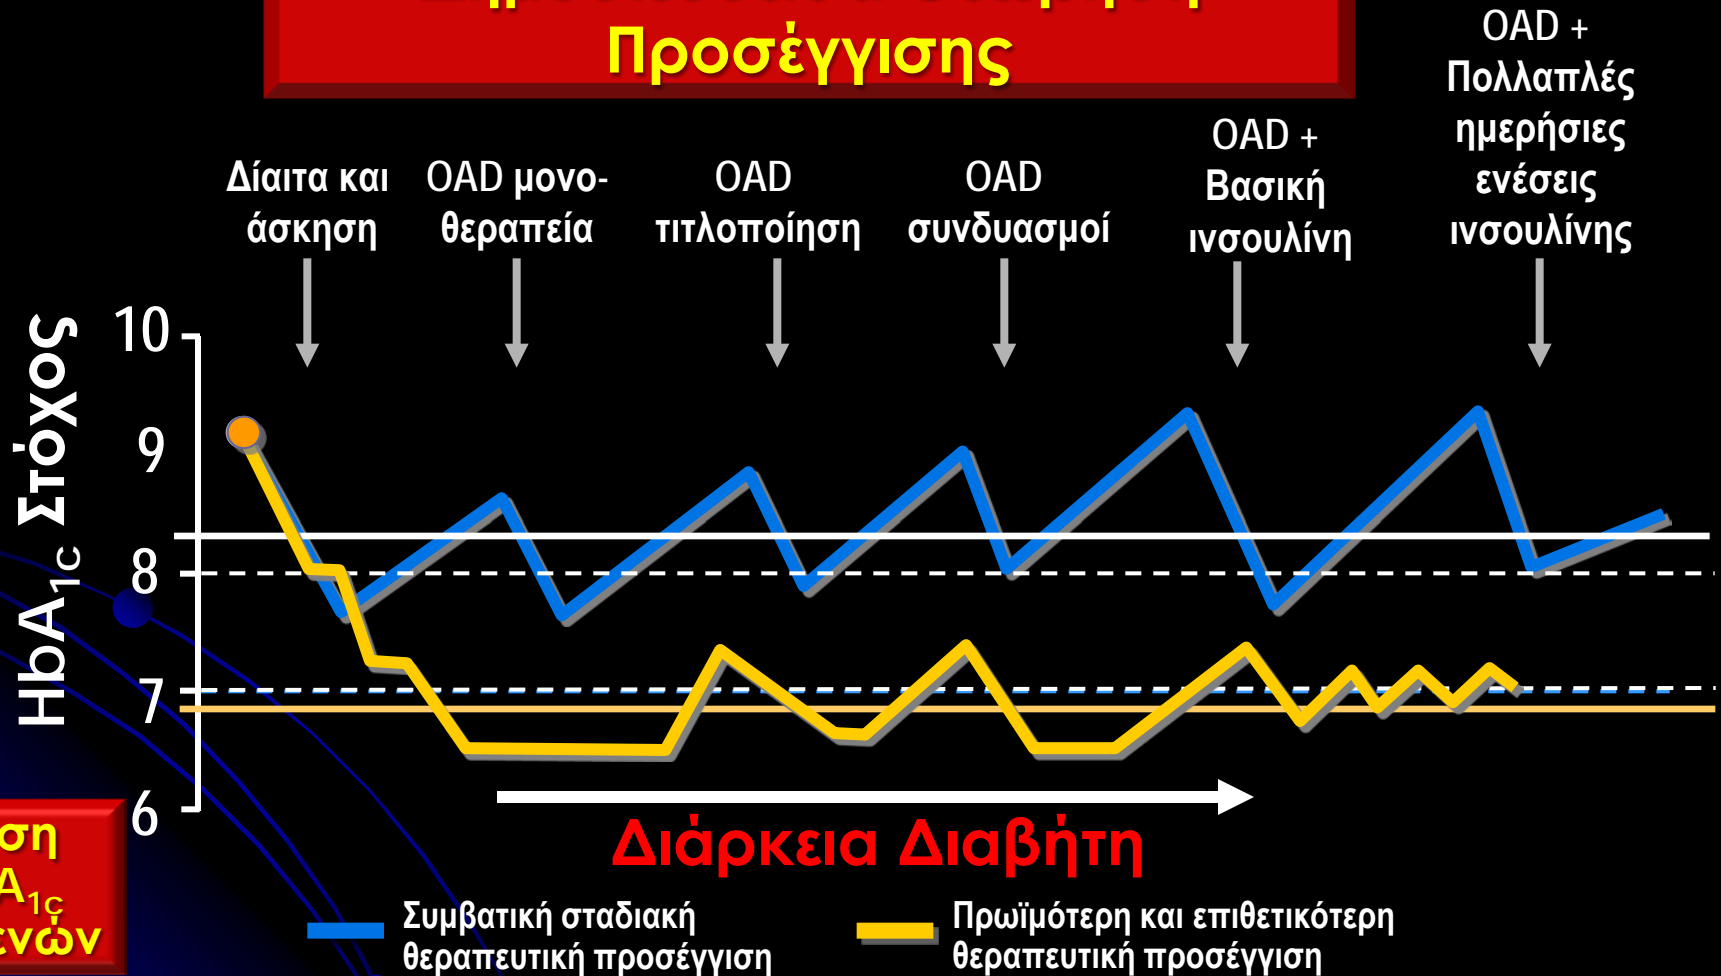 Προσέγγισης
Δίαιτα και
άσκηση
OAD μονο-
θεραπεία
OAD
τιτλοποίηση
OAD
συνδυασμοί
OAD +
Βασική
ινσουλίνη
OAD +
Πολλαπλές
ημερήσιες
ενέσεις
ινσουλίνης
HbA1c Στόχος
10
9
8
7
6
Διάρκεια Διαβήτη
Συμβατική σταδιακή
θεραπευτική προσέγγιση
Πρωϊμότερη και επιθετικότερη
θεραπευτική προσέγγιση